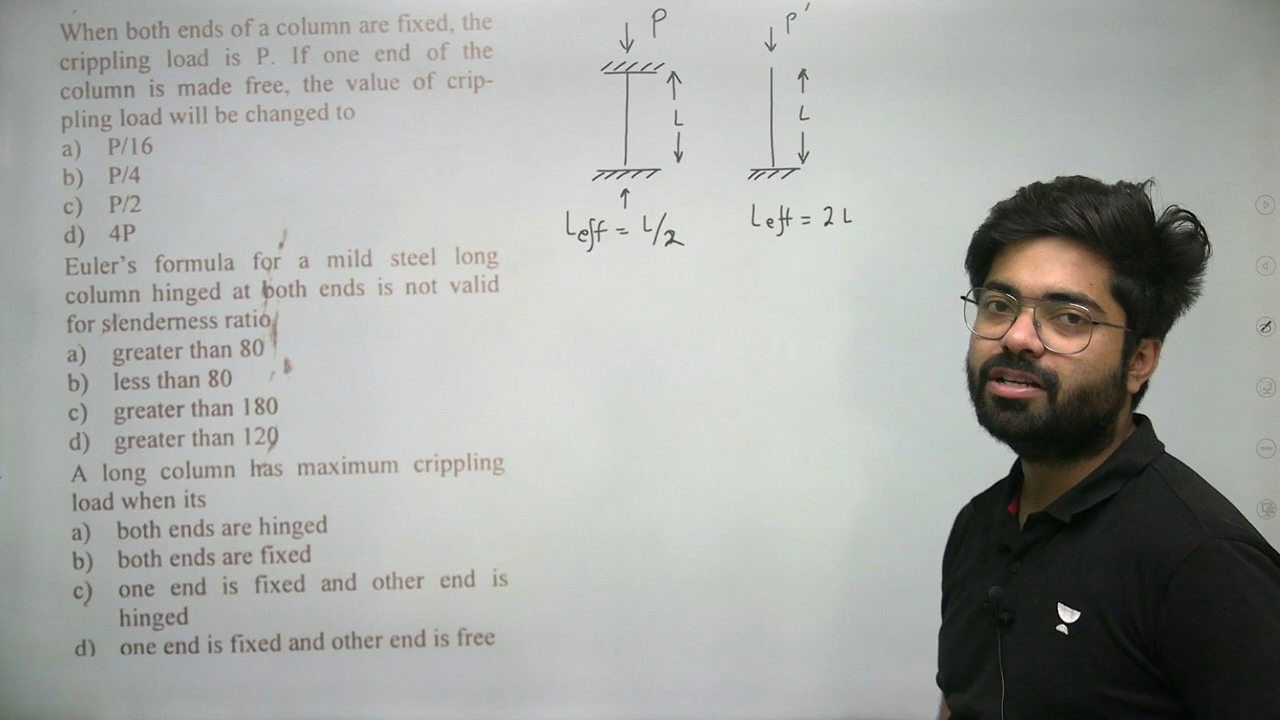 When both ends of a column are fixed, the
crippling load is P. If one end of the
column is made free, the value of crip-
pling load will be changed to
a) P/16
b) P/4
c) P/2
d) 4P
Euler's formula for a mild steel long
column hinged at both ends is not valid
for slenderness ratio
a) greater than 80
b) less than 80
c) greater than 180
d) greater than 120
A long column has maximum crippling
load when its
a) both ends are hinged
b) both ends are fixed
c) one end is fixed and other end is
hinged
d) one end is fixed and other end is free
P
L
Leff = L/2
P'
L
Leff = 2L